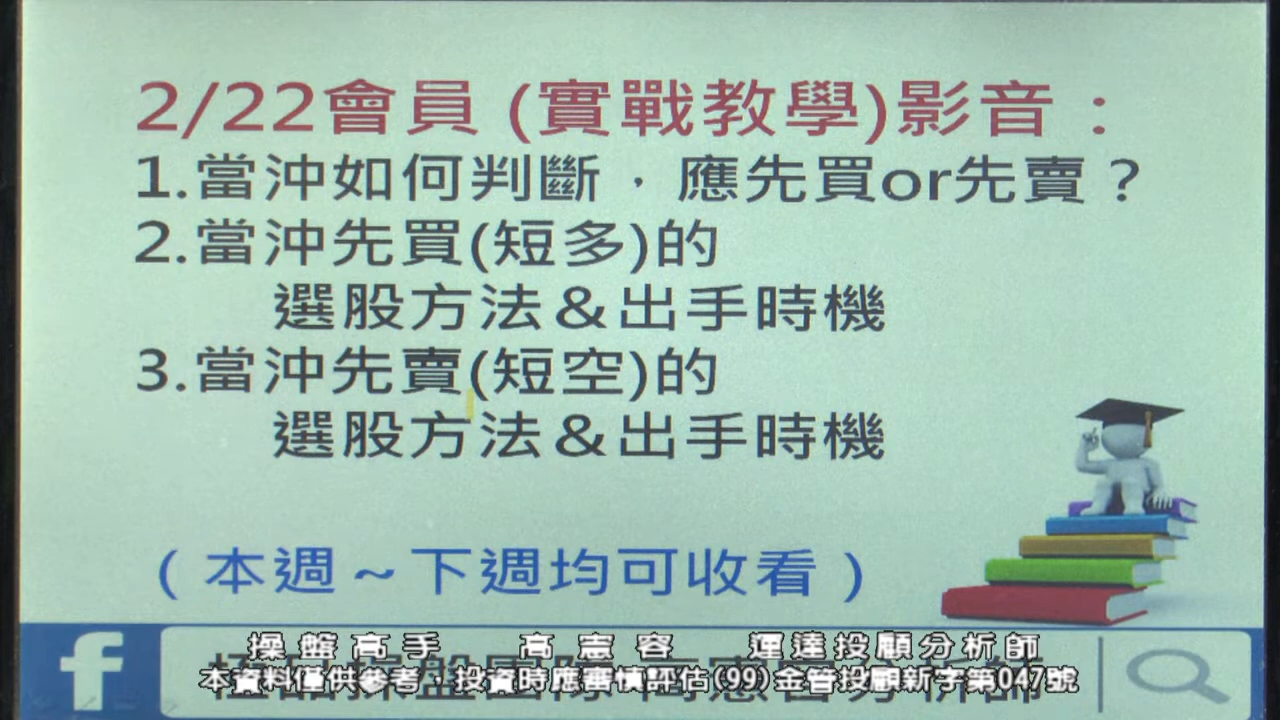 2/22會員 (實戰教學)影音：
1.當沖如何判斷，應先買or先賣？
2.當沖先買(短多)的
選股方法&出手時機
3.當沖先賣(短空)的
選股方法&出手時機
(本週~下週均可收看)
f
操盤高手 高憲容 運達投顧分析師
本資料僅供參考，投資時應審慎評估(99)金管投顧新字第047號